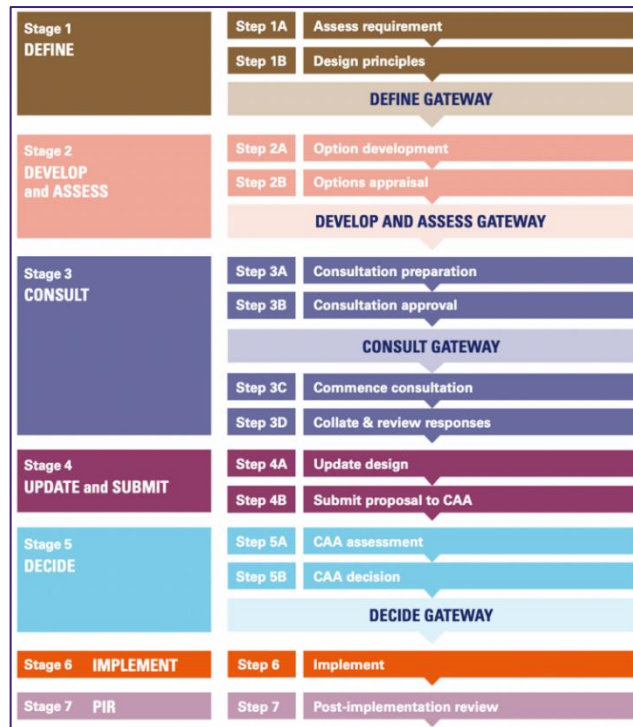 Stage 1
DEFINE
Step 1A
Assess requirement
Step 1B
Design principles
DEFINE GATEWAY
Stage 2
DEVELOP
and ASSESS
Step 2A
Option development
Step 2B
Options appraisal
DEVELOP AND ASSESS GATEWAY
Stage 3
CONSULT
Step 3A
Consultation preparation
Step 3B
Consultation approval
CONSULT GATEWAY
Step 3C
Commence consultation
Step 3D
Collate & review responses
Stage 4
UPDATE and SUBMIT
Step 4A
Update design
Step 4B
Submit proposal to CAA
Stage 5
DECIDE
Step 5A
CAA assessment
Step 5B
CAA decision
DECIDE GATEWAY
Stage 6 IMPLEMENT
Step 6
Implement
Stage 7 PIR
Step 7
Post-implementation review